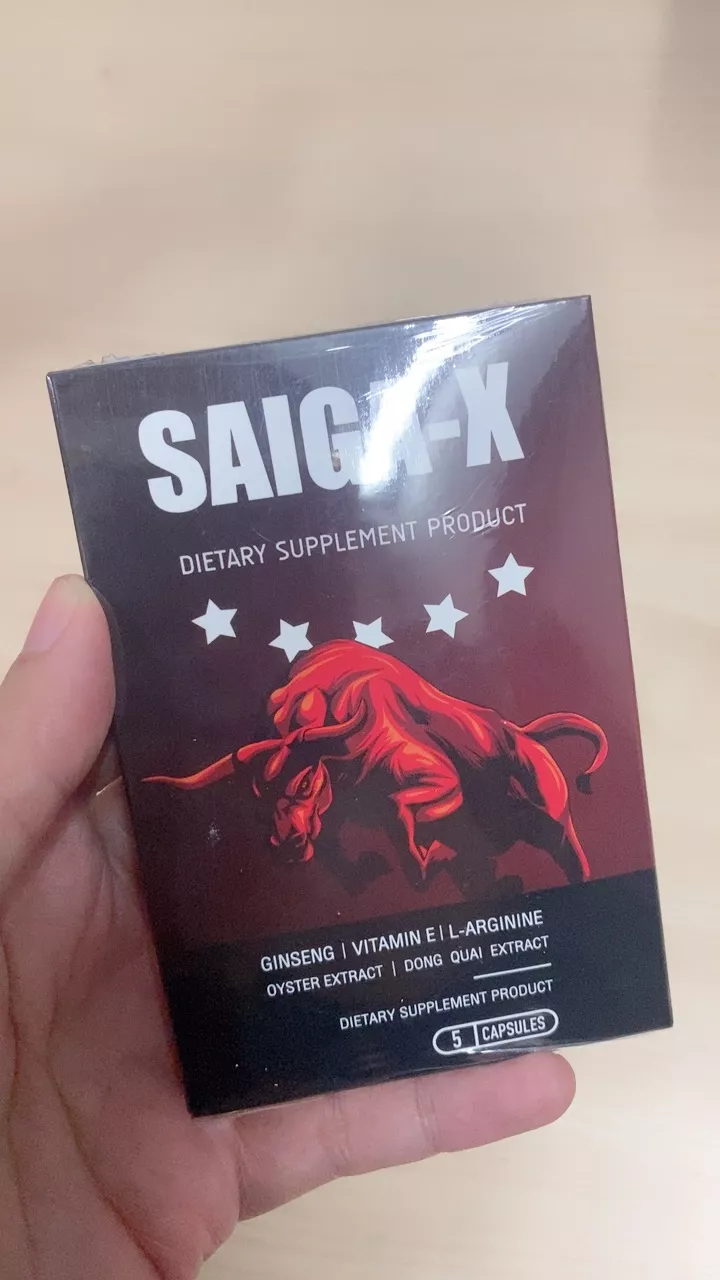 SAIGA-X
DIETARY SUPPLEMENT PRODUCT
GINSENG | VITAMIN E | L-ARGININE
OYSTER EXTRACT | DONG QUAI EXTRACT
DIETARY SUPPLEMENT PRODUCT
5 | CAPSULES